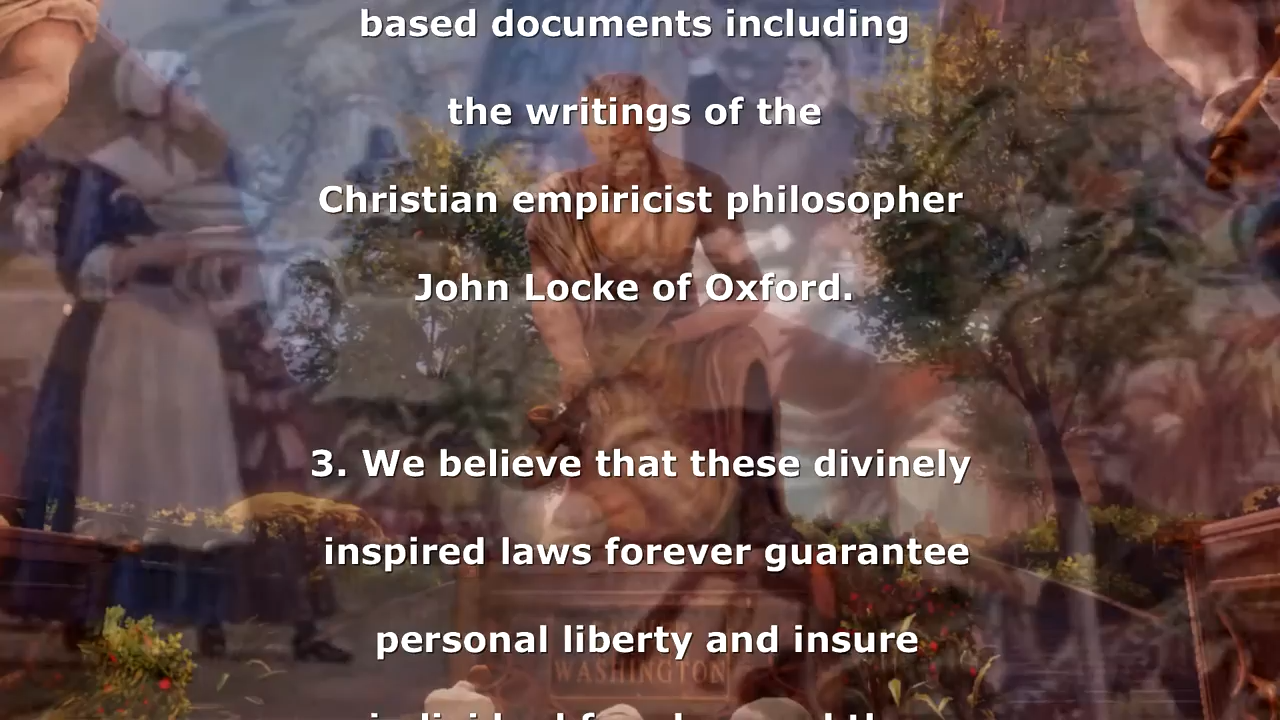 based documents including
the writings of the
Christian empiricist philosopher
John Locke of Oxford.
3. We believe that these divinely
inspired laws forever guarantee
personal liberty and insure
WASHINGTON